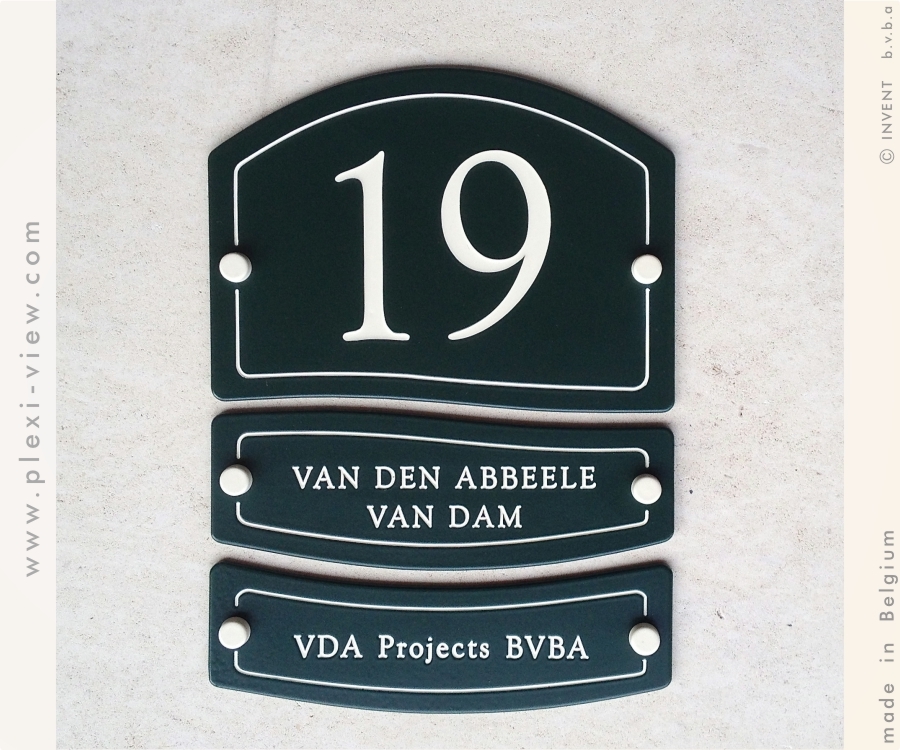 19
VAN DEN ABBEELE
VAN DAM
VDA Projects BVBA
www.plexi-view.com
© INVENT b.v.b.a
made in Belgium